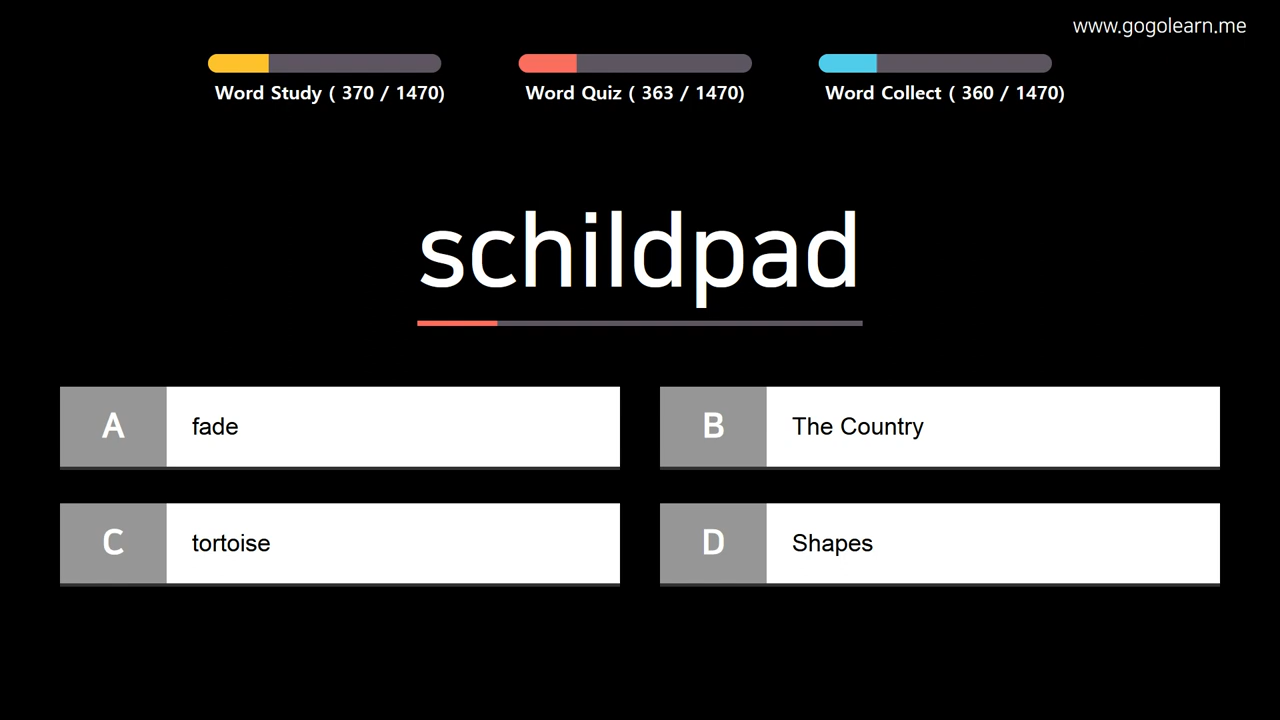 www.gogolearn.me
Word Study ( 370 / 1470)
Word Quiz ( 363 / 1470)
Word Collect ( 360 / 1470)
schildpad
A fade
B The Country
C tortoise
D Shapes